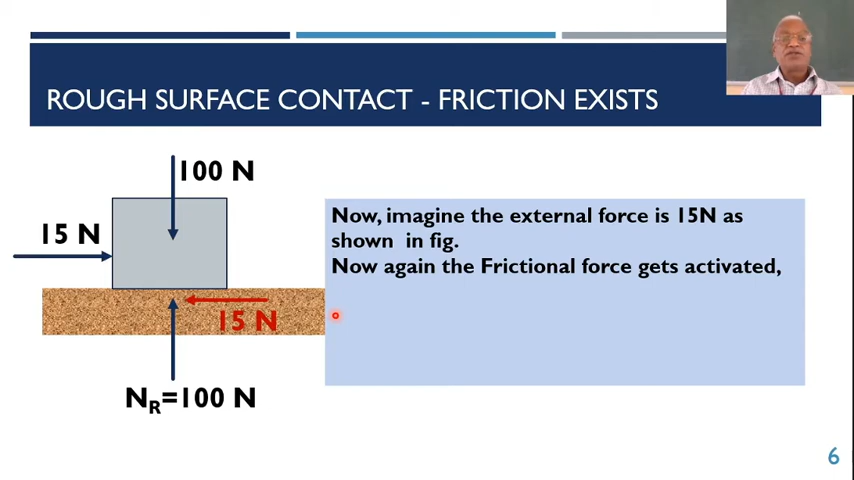 ROUGH SURFACE CONTACT - FRICTION EXISTS
100 N
15 N
Now, imagine the external force is 15N as
shown in fig.
Now again the Frictional force gets activated,
15 N
NR=100 N
6